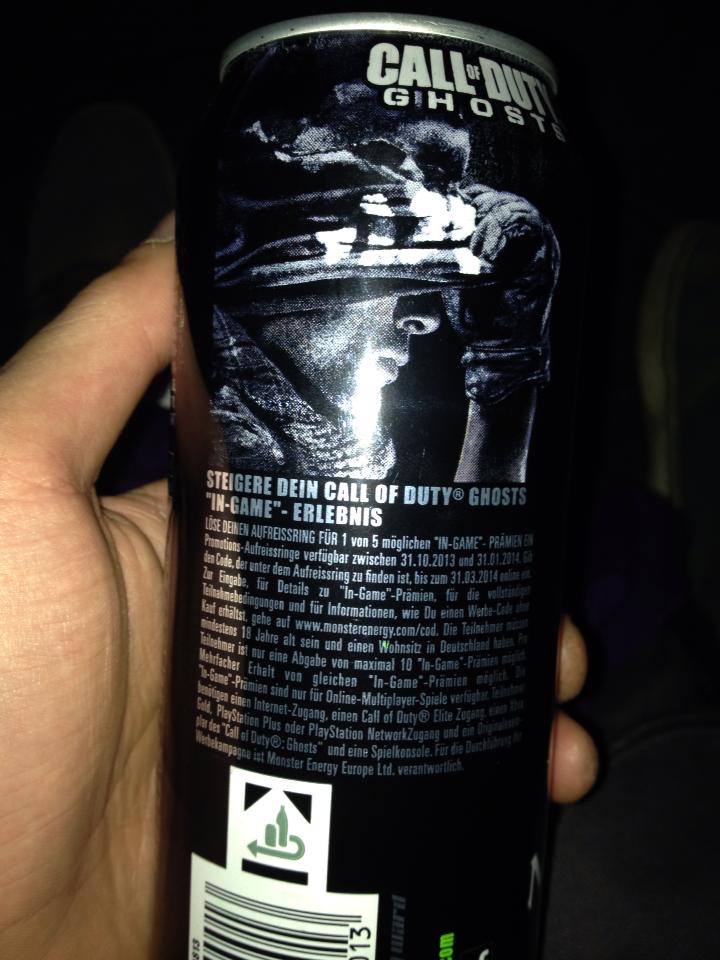 CALL OF DUTY
GHOSTS
STEIGERE DEIN CALL OF DUTY® GHOSTS
"IN-GAME"- ERLEBNIS
LÖSE DEINEN AUFREISSRING FÜR 1 von 5 möglichen "IN-GAME"- PRÄMIEN EIN
Promotions-Aufreissringe verfügbar zwischen 31.10.2013 und 31.01.2014. Gib
den Code, der unter dem Aufreissring zu finden ist, bis zum 31.03.2014 online ein.
Zur Eingabe, für Details zu "In-Game"-Prämien, für die vollständigen
Teilnahmebedingungen und für Informationen, wie Du einen Werbe-Code ohne
Kauf erhältst, gehe auf www.monsterenergy.com/cod. Die Teilnehmer müssen
mindestens 18 Jahre alt sein und einen Wohnsitz in Deutschland haben. Pro
Teilnehmer ist nur eine Abgabe von maximal 10 "In-Game"-Prämien möglich.
Mehrfacher Erhalt von gleichen "In-Game"-Prämien möglich. Die
"In-Game"-Prämien sind nur für Online-Multiplayer-Spiele verfügbar. Teilnehmer
benötigen einen Internet-Zugang, einen Call of Duty® Elite Zugang, einen Xbox
Gold, PlayStation Plus oder PlayStation NetworkZugang und ein
plar des "Call of Duty®: Ghosts" und eine Spielkonsole. Für die Durchführung der
Werbekampagne ist Monster Energy Europe Ltd. verantwortlich.
013
ward
com